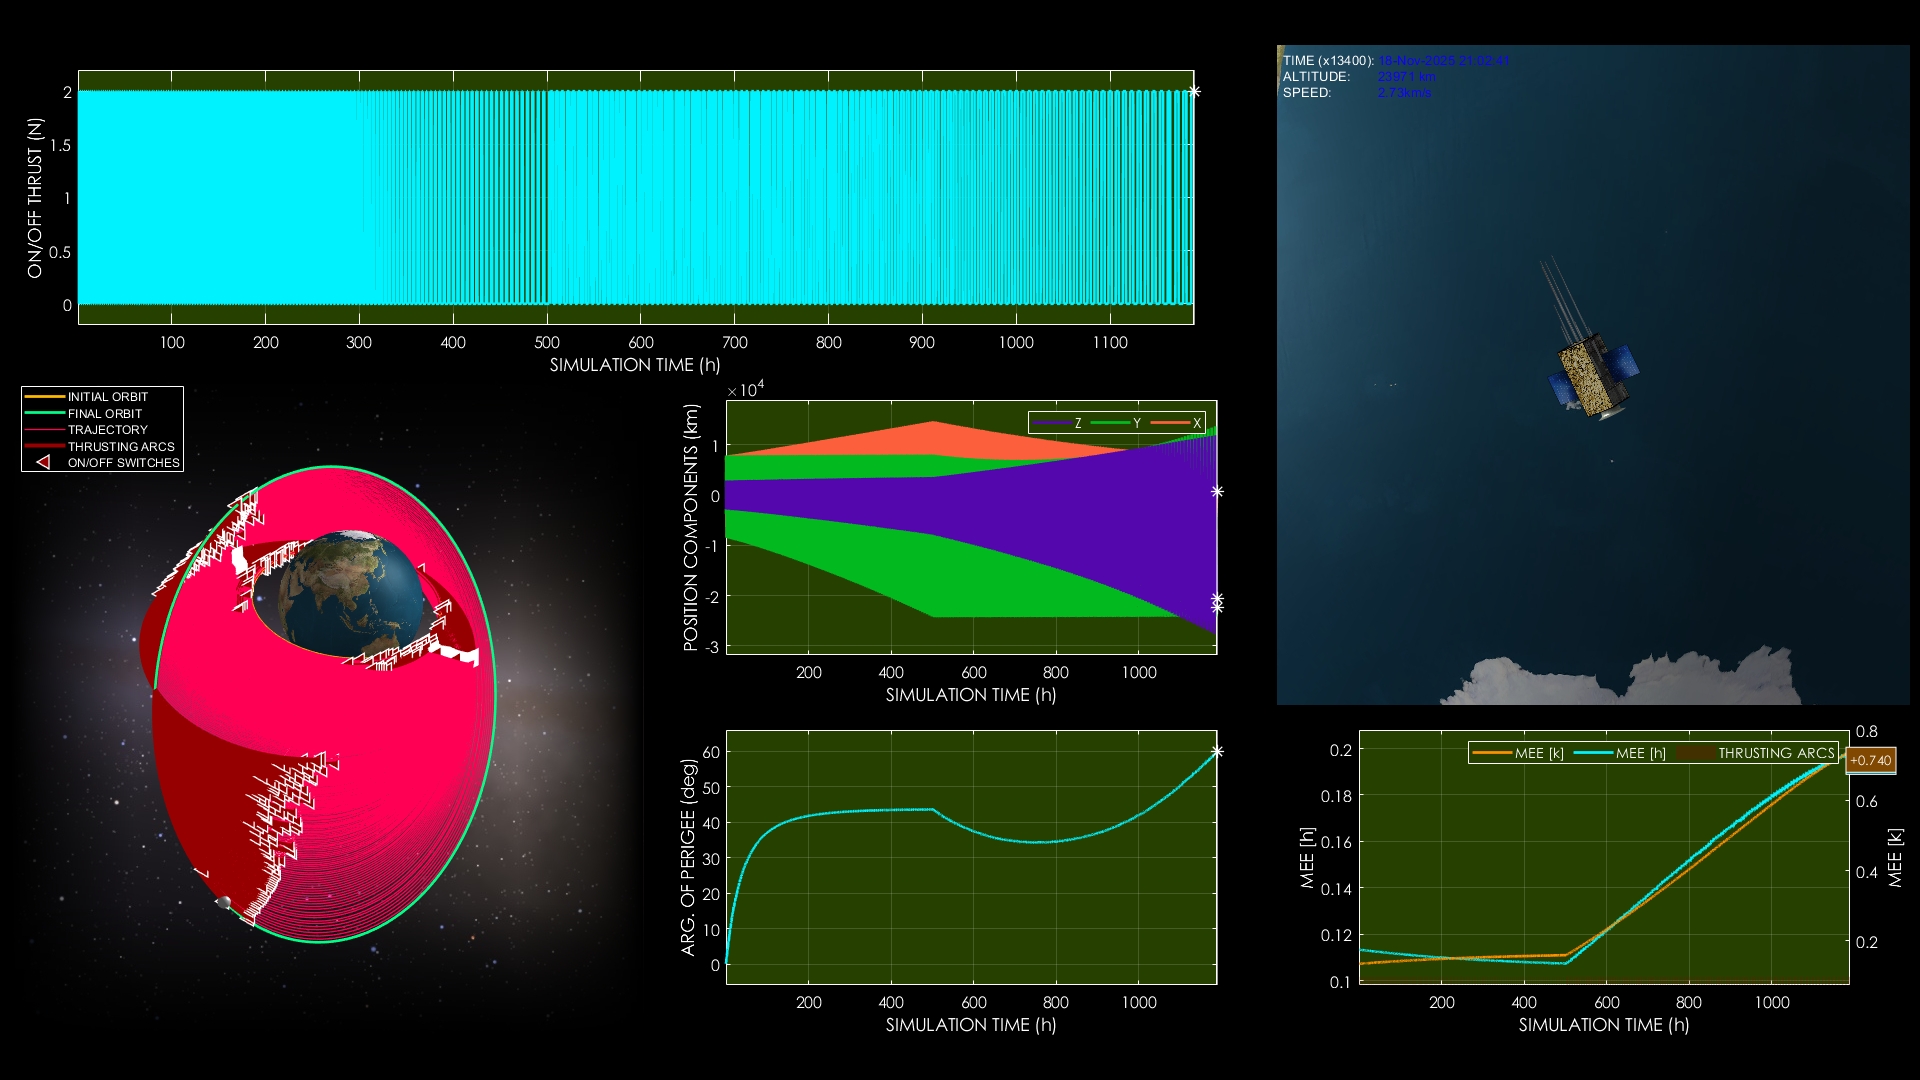 2
1.5
1
0.5
0
ON/OFF THRUST (N)
100 200 300 400 500 600 700 800 900 1000 1100
SIMULATION TIME (h)
TIME (x13400): 18-Nov-2025 21:02:41
ALTITUDE: 23971 km
SPEED: 2.73km/s
INITIAL ORBIT
FINAL ORBIT
TRAJECTORY
THRUSTING ARCS
ON/OFF SWITCHES
×10⁴
Z Y X
1
0
-1
-2
-3
POSITION COMPONENTS (km)
200 400 600 800 1000
SIMULATION TIME (h)
60
50
40
30
20
10
0
ARG. OF PERIGEE (deg)
200 400 600 800 1000
SIMULATION TIME (h)
MEE [k] MEE [h] THRUSTING ARCS
0.2
0.18
0.16
0.14
0.12
0.1
MEE [h]
0.8
+0.740
0.6
0.4
0.2
MEE [k]
200 400 600 800 1000
SIMULATION TIME (h)